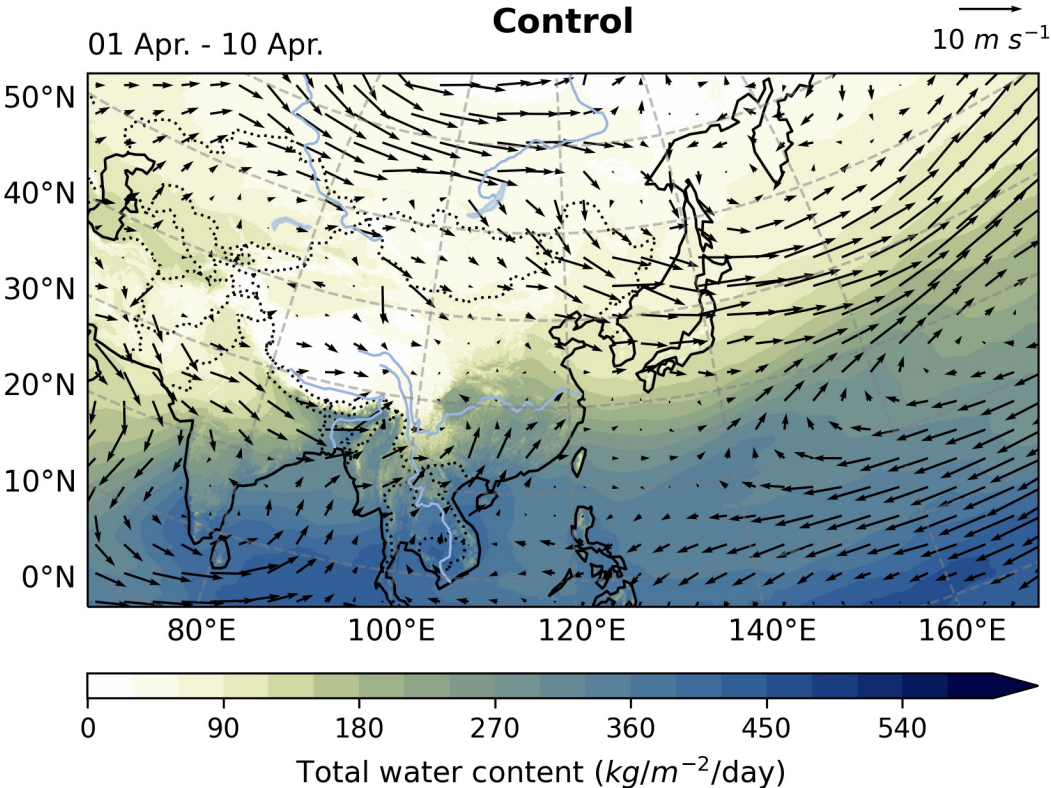 Control
01 Apr. - 10 Apr.
10 m s⁻¹
50°N
40°N
30°N
20°N
10°N
0°N
80°E 100°E 120°E 140°E 160°E
0 90 180 270 360 450 540
Total water content (kg/m⁻²/day)